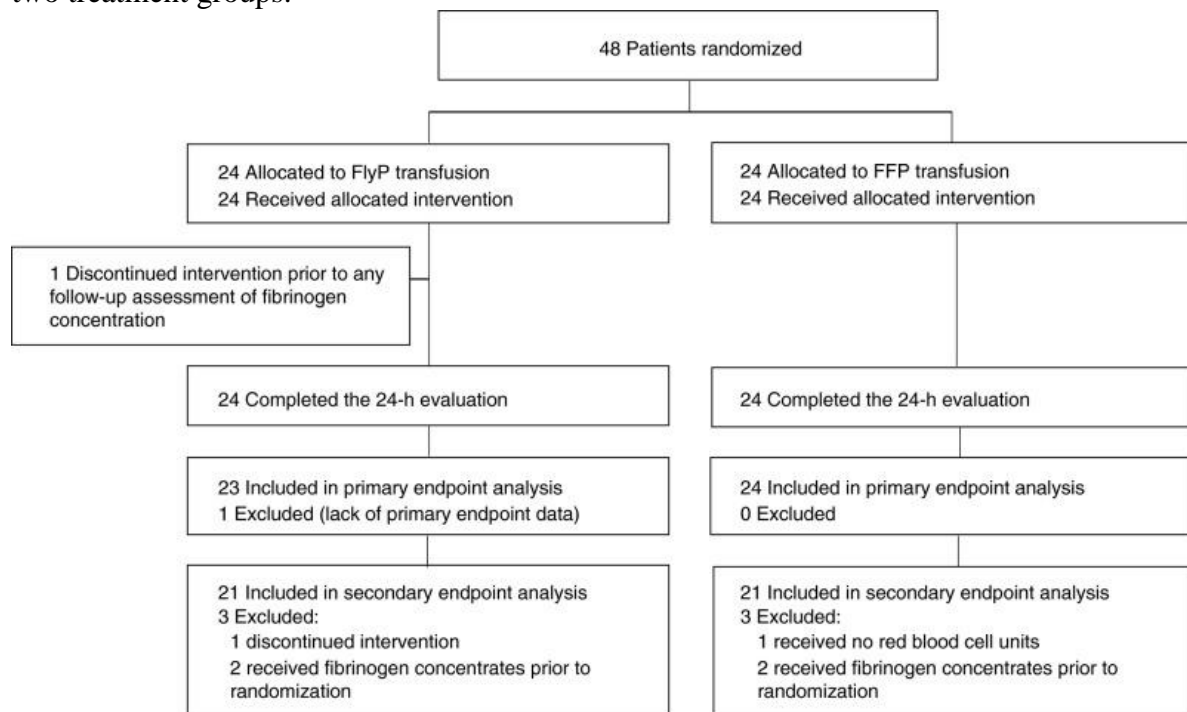 two treatment groups.
48 Patients randomized
24 Allocated to FlyP transfusion
24 Received allocated intervention
24 Allocated to FFP transfusion
24 Received allocated intervention
1 Discontinued intervention prior to any
follow-up assessment of fibrinogen
concentration
24 Completed the 24-h evaluation
24 Completed the 24-h evaluation
23 Included in primary endpoint analysis
1 Excluded (lack of primary endpoint data)
24 Included in primary endpoint analysis
0 Excluded
21 Included in secondary endpoint analysis
3 Excluded:
1 discontinued intervention
2 received fibrinogen concentrates prior to
randomization
21 Included in secondary endpoint analysis
3 Excluded:
1 received no red blood cell units
2 received fibrinogen concentrates prior to
randomization